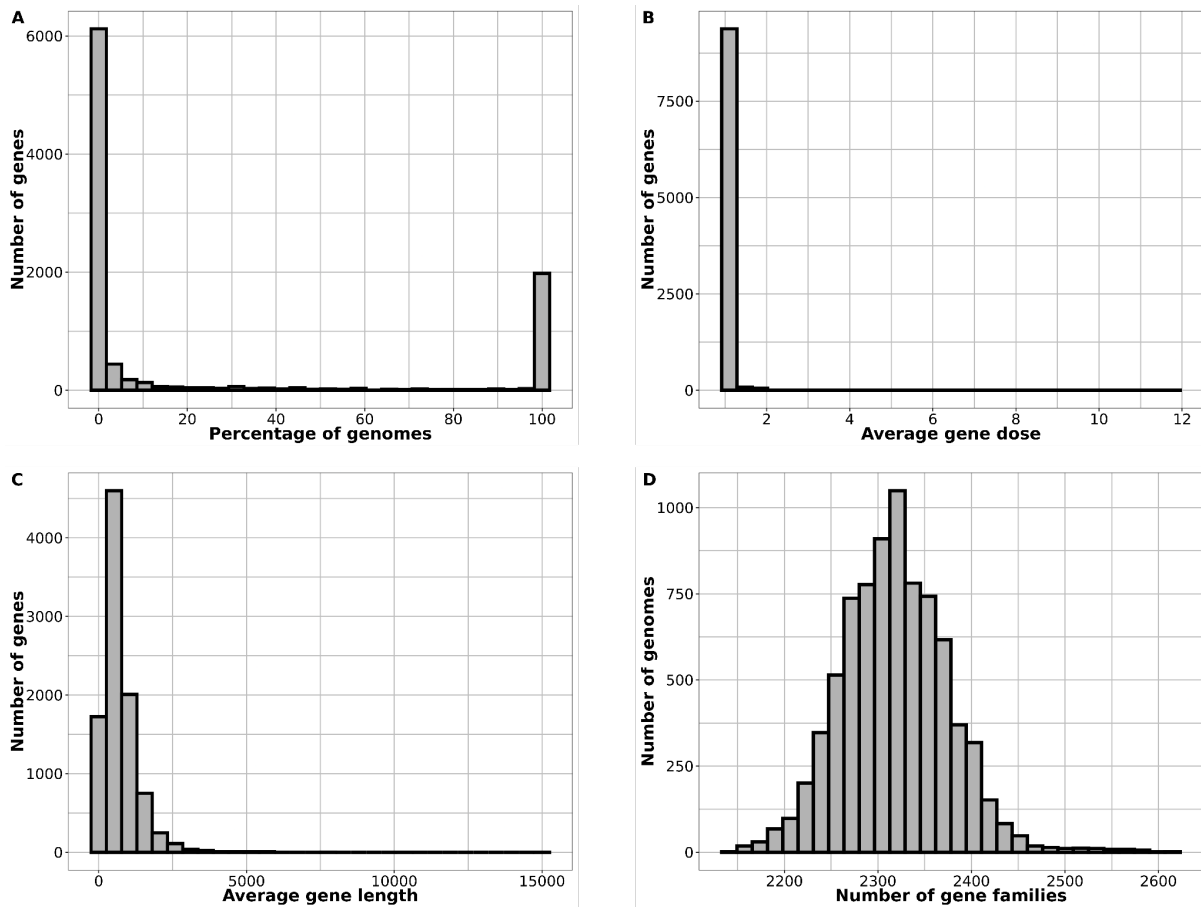 A
Number of genes
6000
4000
2000
0
0 20 40 60 80 100
Percentage of genomes
B
Number of genes
7500
5000
2500
0
2 4 6 8 10 12
Average gene dose
C
Number of genes
4000
3000
2000
1000
0
0 5000 10000 15000
Average gene length
D
Number of genomes
1000
750
500
250
0
2200 2300 2400 2500 2600
Number of gene families